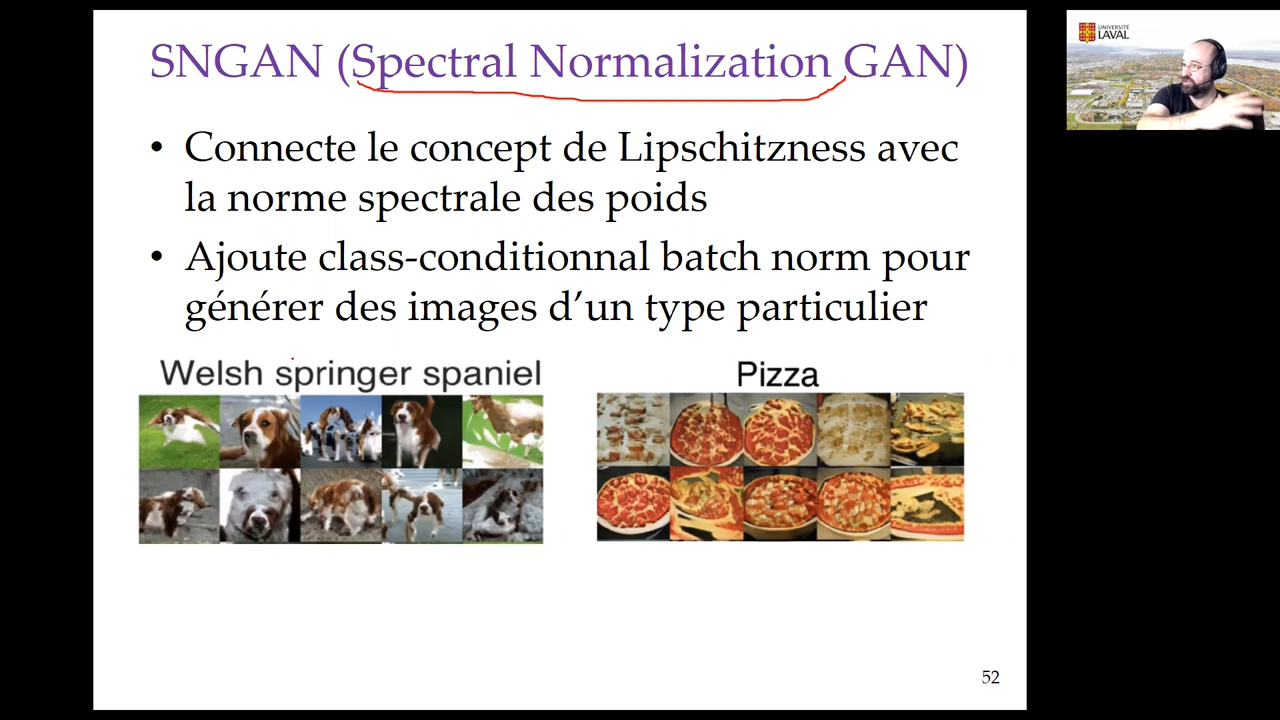 SNGAN (Spectral Normalization GAN)
• Connecte le concept de Lipschitzness avec
la norme spectrale des poids
• Ajoute class-conditionnal batch norm pour
générer des images d’un type particulier
Welsh springer spaniel
Pizza
52
UNIVERSITÉ
LAVAL